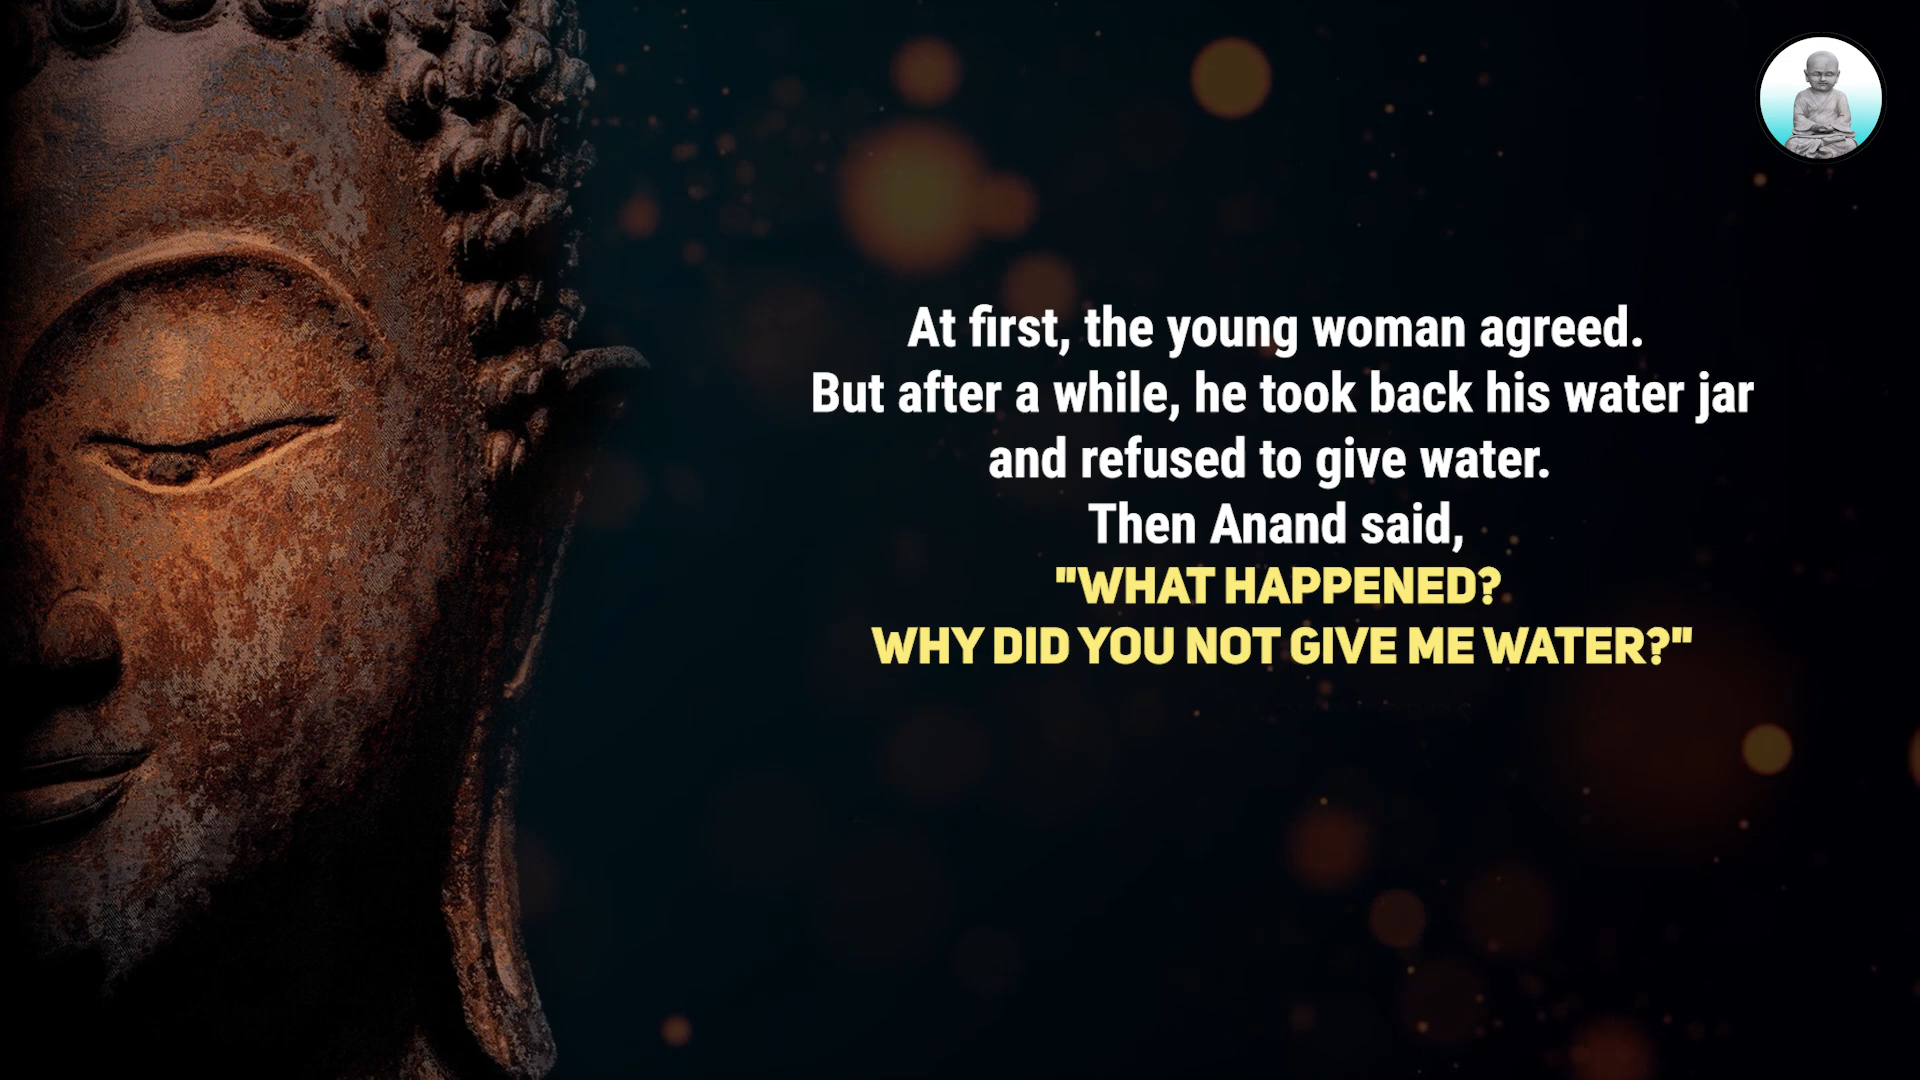 At first, the young woman agreed.
But after a while, he took back his water jar
and refused to give water.
Then Anand said,
"WHAT HAPPENED?
WHY DID YOU NOT GIVE ME WATER?"